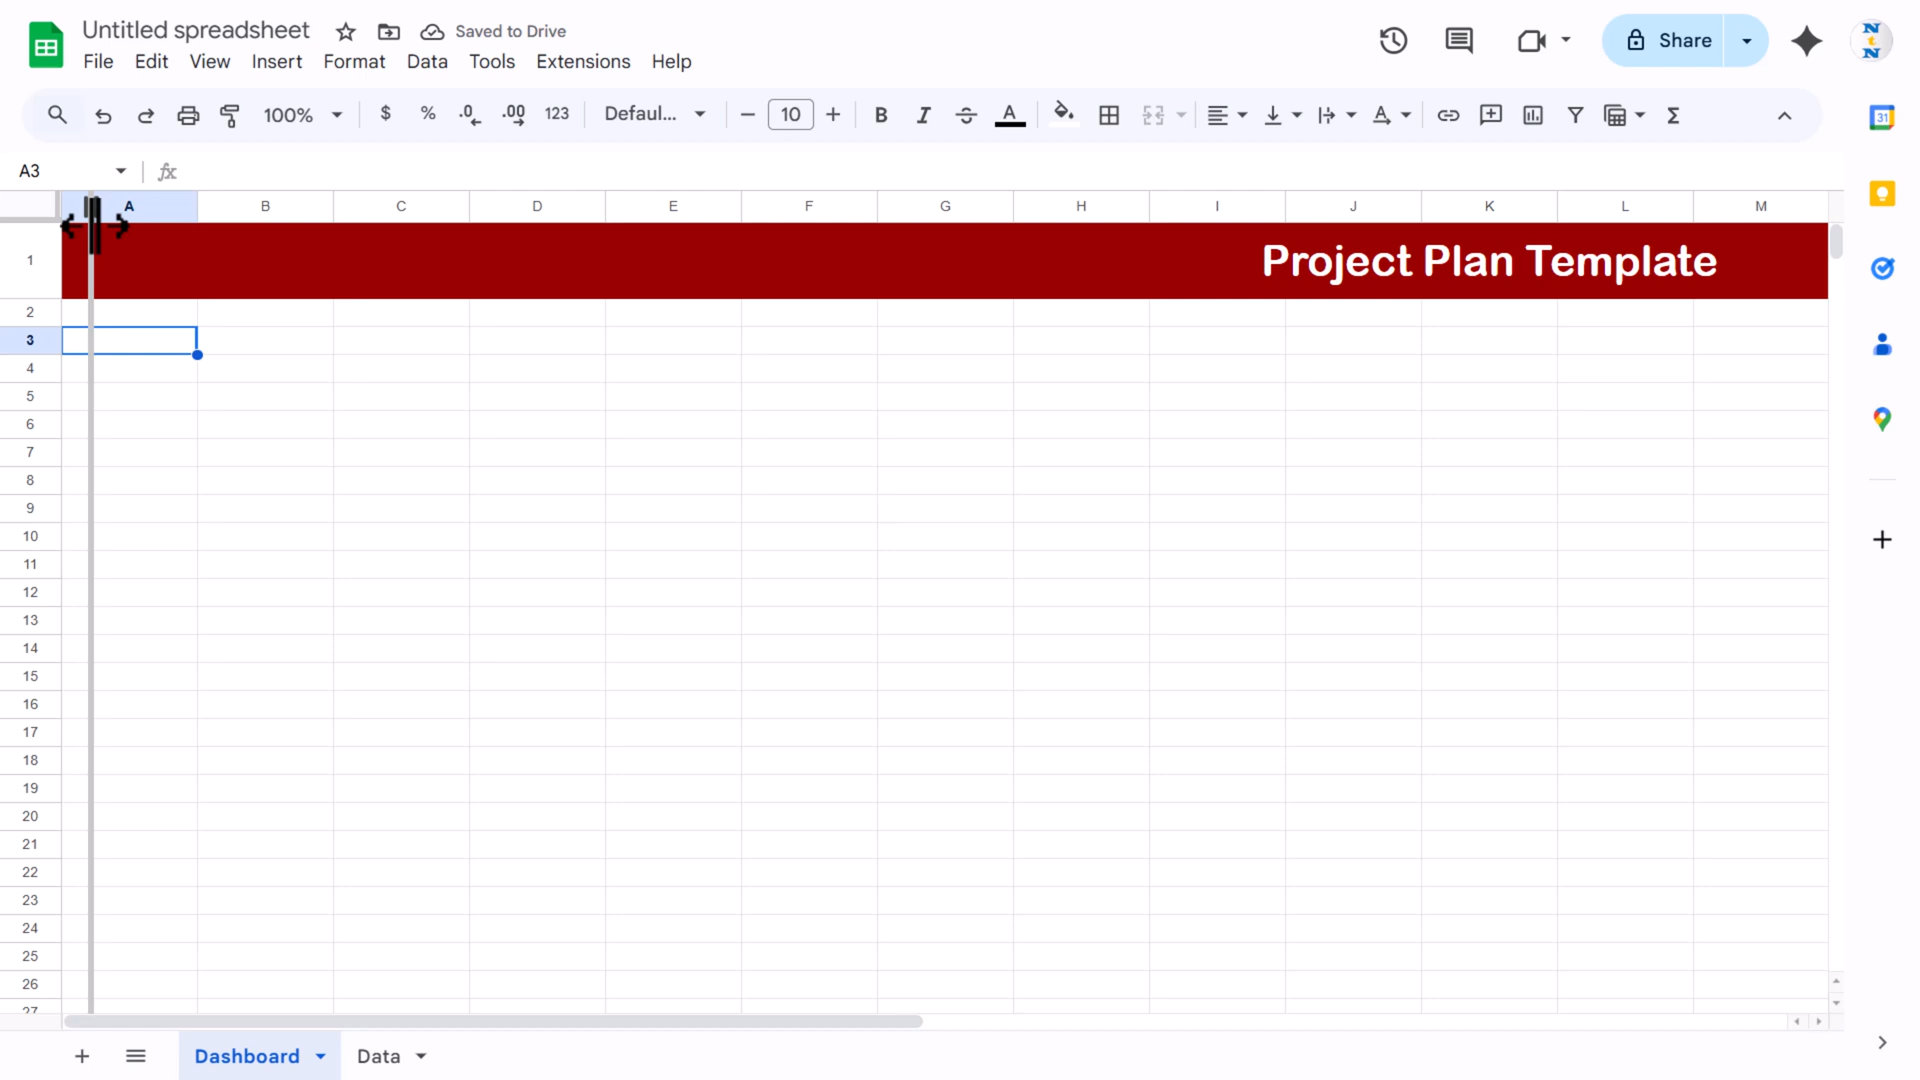 Untitled spreadsheet Saved to Drive
File Edit View Insert Format Data Tools Extensions Help
Share
N
t
N
100% $ % .0 .00 123 Defaul... 10 B I A A Σ
31
A3 fx
A B C D E F G H I J K L M
1 Project Plan Template
2
3
4
5
6
7
8
9
10
11
12
13
14
15
16
17
18
19
20
21
22
23
24
25
26
27
Dashboard Data